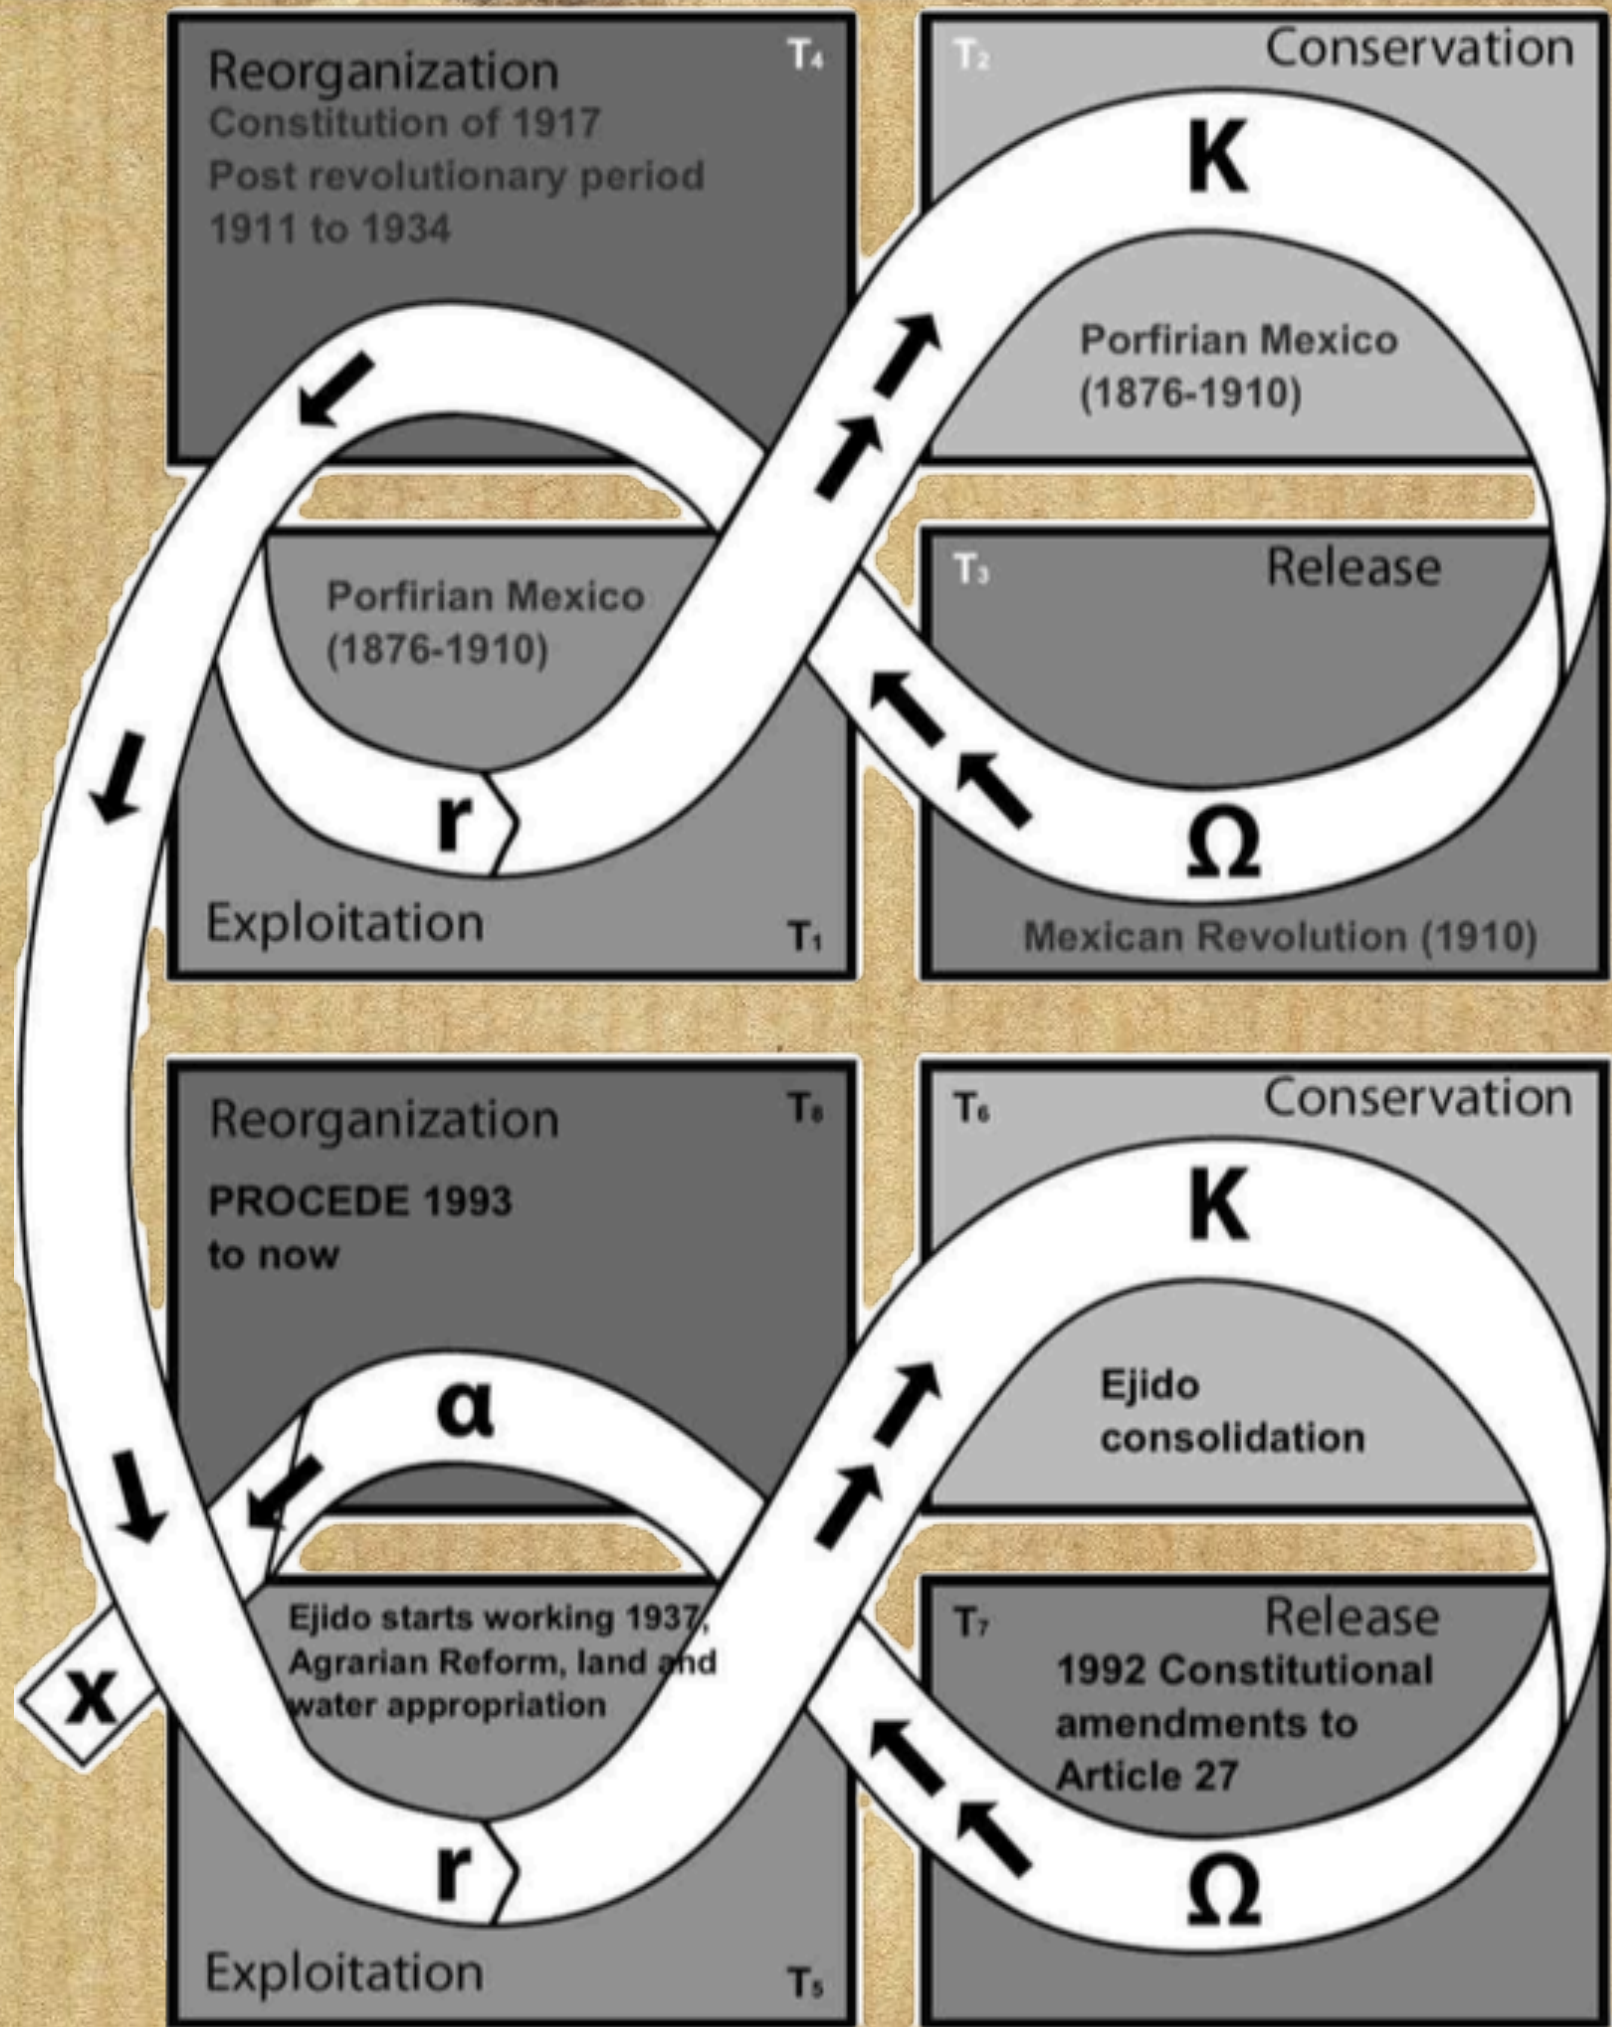 Reorganization
T4
Constitution of 1917
Post revolutionary period
1911 to 1934
T2
Conservation
K
Porfirian Mexico
(1876-1910)
Porfirian Mexico
(1876-1910)
r
Exploitation
T1
T3
Release
Ω
Mexican Revolution (1910)
Reorganization
T8
PROCEDE 1993
to now
α
T6
Conservation
K
Ejido
consolidation
Ejido starts working 1937,
Agrarian Reform, land and
water appropriation
x
r
Exploitation
T5
T7
Release
1992 Constitutional
amendments to
Article 27
Ω